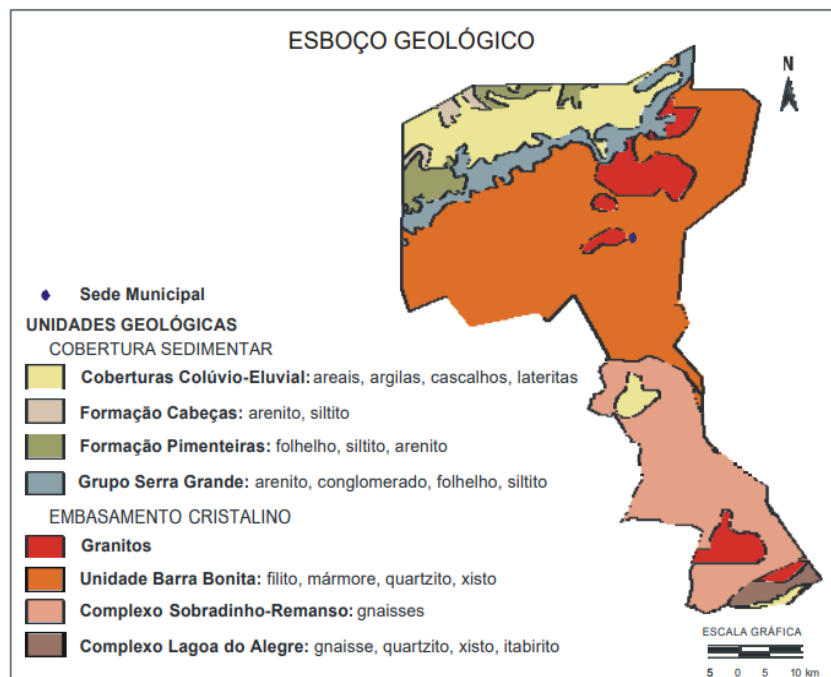 ESBOÇO GEOLÓGICO
N
Sede Municipal
UNIDADES GEOLÓGICAS
COBERTURA SEDIMENTAR
Coberturas Colúvio-Eluvial: areais, argilas, cascalhos, lateritas
Formação Cabeças: arenito, siltito
Formação Pimenteiras: folhelho, siltito, arenito
Grupo Serra Grande: arenito, conglomerado, folhelho, siltito
EMBASAMENTO CRISTALINO
Granitos
Unidade Barra Bonita: filito, mármore, quartzito, xisto
Complexo Sobradinho-Remanso: gnaisses
Complexo Lagoa do Alegre: gnaisse, quartzito, xisto, itabirito
ESCALA GRÁFICA
5 0 5 10 km